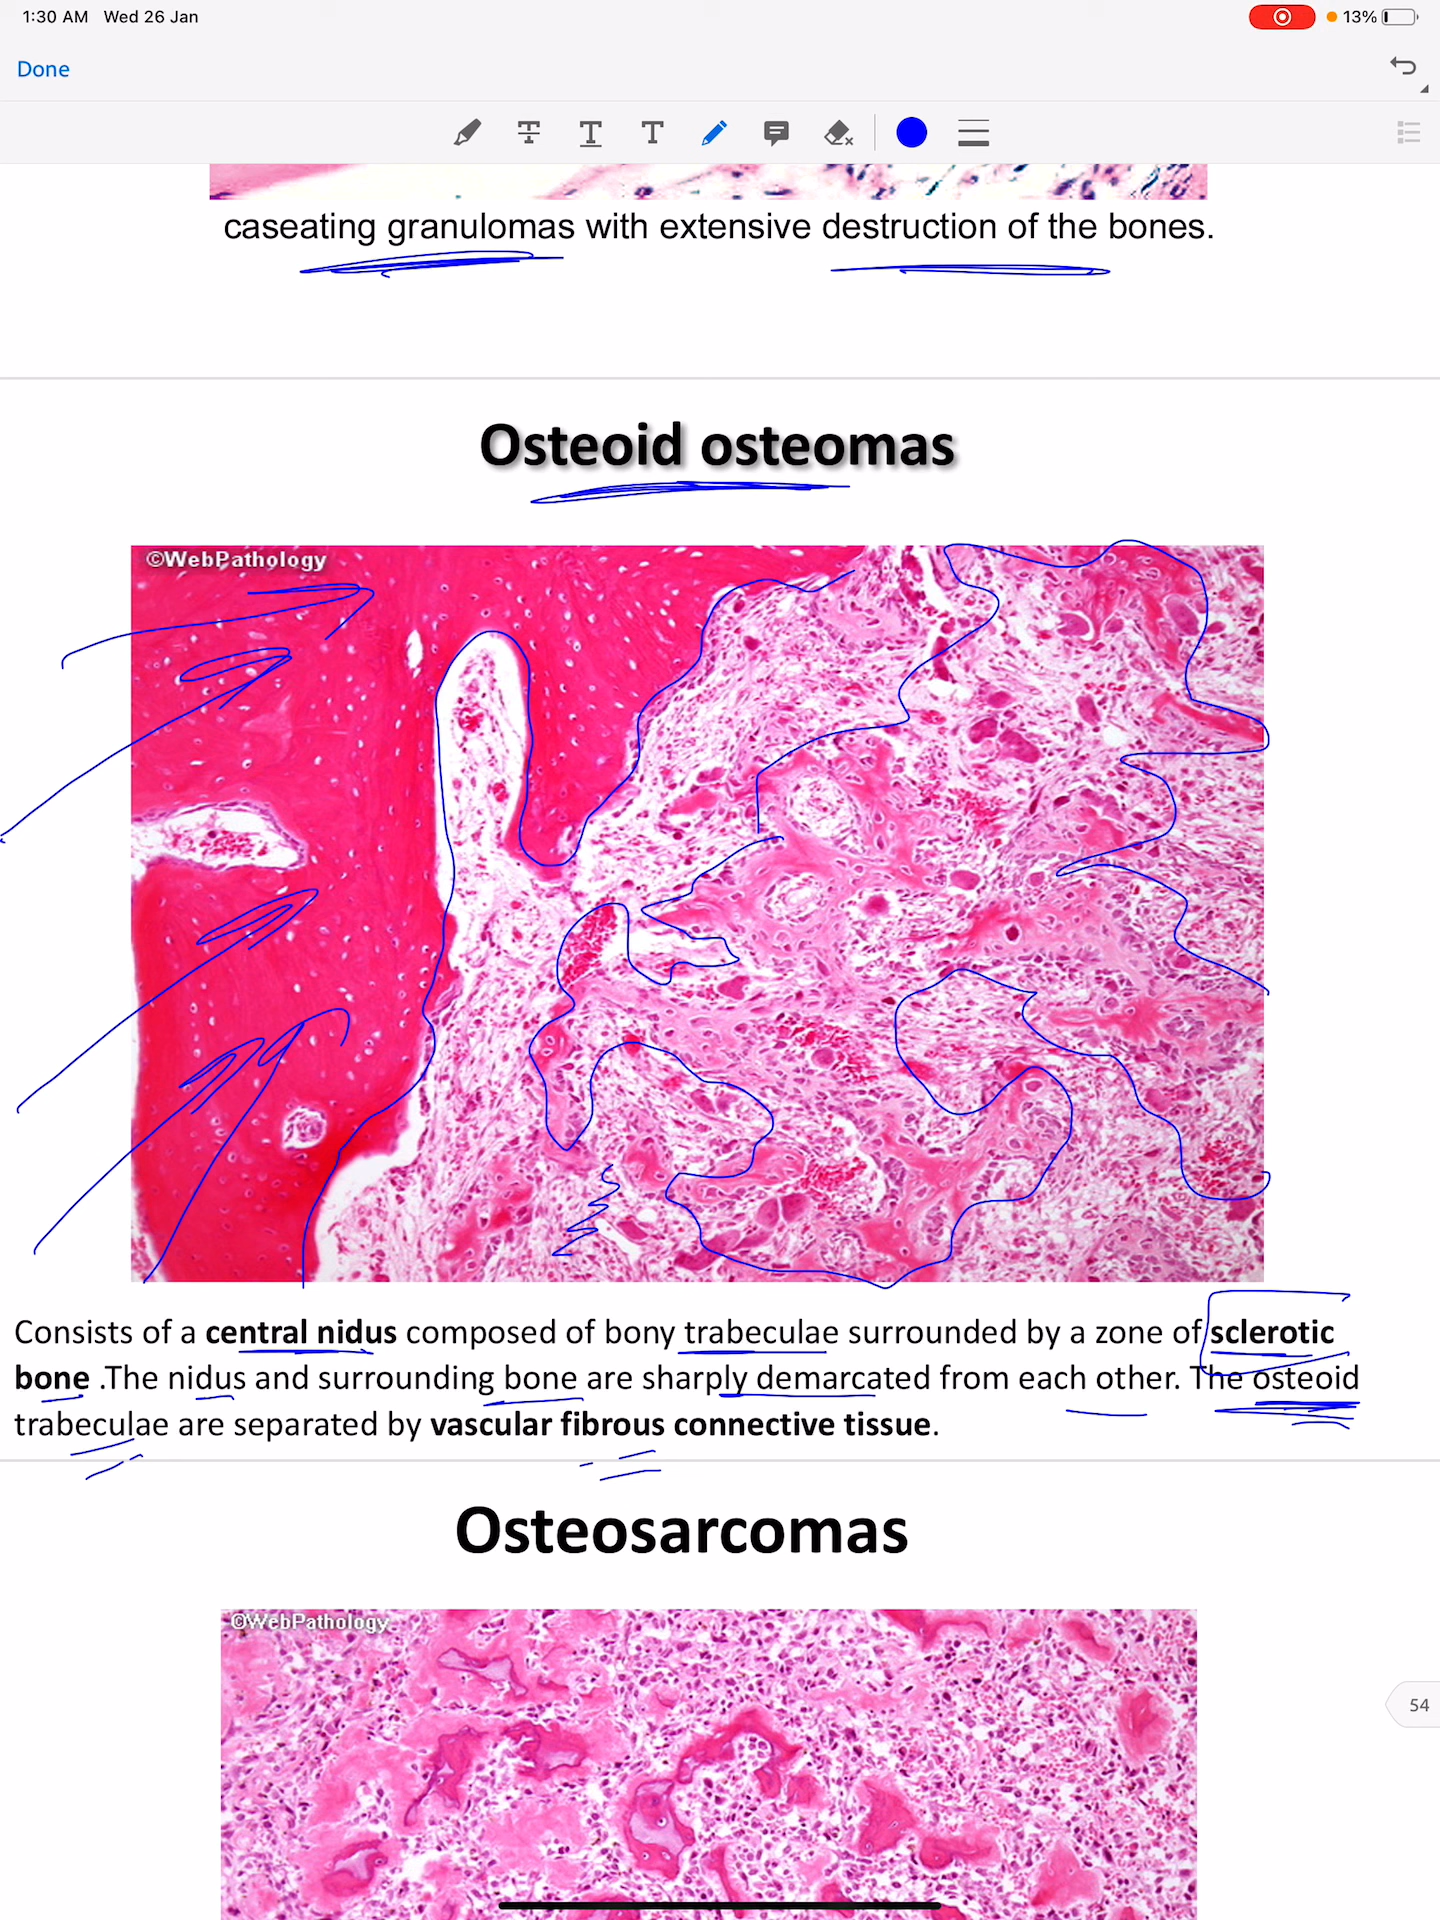 1:30 AM Wed 26 Jan
13%
Done
caseating granulomas with extensive destruction of the bones.
Osteoid osteomas
©WebPathology
Consists of a central nidus composed of bony trabeculae surrounded by a zone of sclerotic
bone .The nidus and surrounding bone are sharply demarcated from each other. The osteoid
trabeculae are separated by vascular fibrous connective tissue.
Osteosarcomas
©WebPathology
54